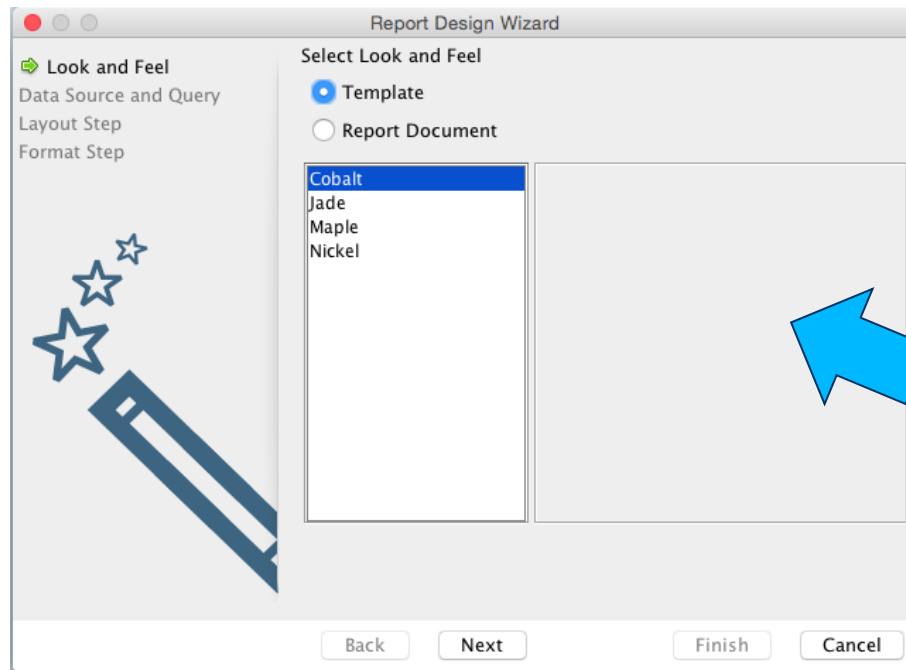 Report Design Wizard
Look and Feel
Data Source and Query
Layout Step
Format Step
Select Look and Feel
Template
Report Document
Cobalt
Jade
Maple
Nickel
Back
Next
Finish
Cancel